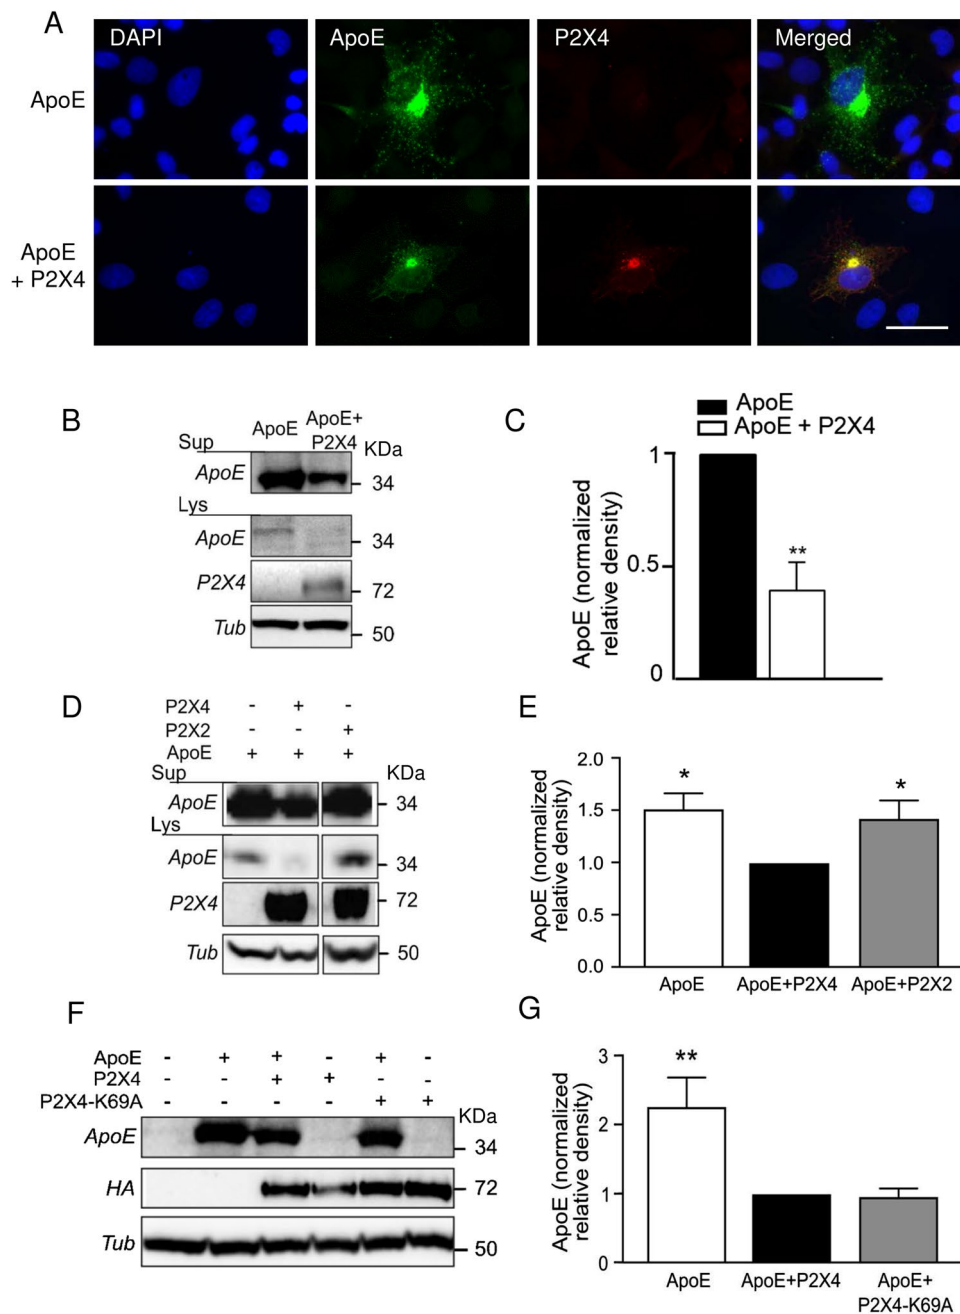 A
DAPI ApoE P2X4 Merged
ApoE
ApoE
+ P2X4
B
ApoE ApoE+
P2X4
Sup KDa
ApoE 34
Lys
ApoE 34
P2X4 72
Tub 50
C
ApoE
ApoE + P2X4
ApoE (normalized
relative density)
1
0.5
0
**
D
P2X4 - + -
P2X2 - - +
ApoE + + +
Sup KDa
ApoE 34
Lys
ApoE 34
P2X4 72
Tub 50
E
ApoE (normalized
relative density)
2.0
1.5
1.0
0.5
0.0
* *
ApoE ApoE+P2X4 ApoE+P2X2
F
ApoE - + + - + -
P2X4 - - + + - -
P2X4-K69A - - - - + +
KDa
ApoE 34
HA 72
Tub 50
G
ApoE (normalized
relative density)
3
2
1
0
**
ApoE ApoE+P2X4 ApoE+
P2X4-K69A